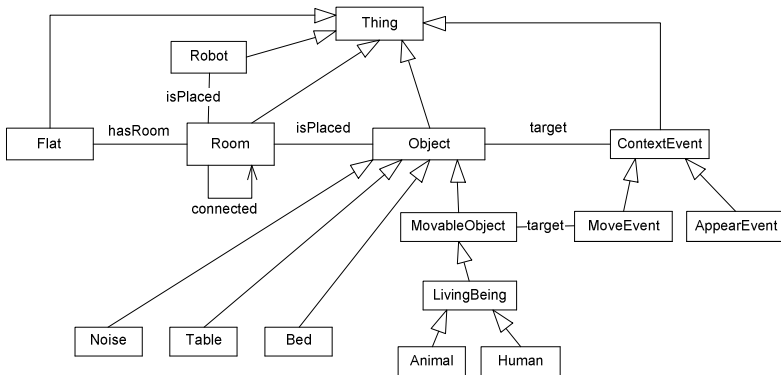 Thing
Robot
isPlaced
Flat
hasRoom
Room
isPlaced
Object
target
ContextEvent
connected
MovableObject
target
MoveEvent
AppearEvent
LivingBeing
Noise
Table
Bed
Animal
Human